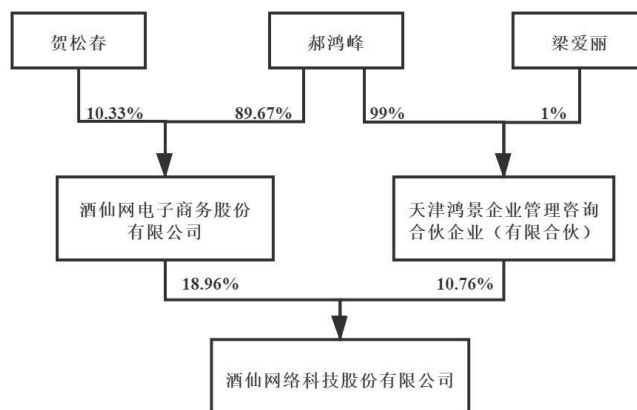 贺松春
郝鸿峰
梁爱丽
10.33%
89.67%
99%
1%
酒仙网电子商务股份
有限公司
天津鸿景企业管理咨询
合伙企业（有限合伙）
18.96%
10.76%
酒仙网络科技股份有限公司